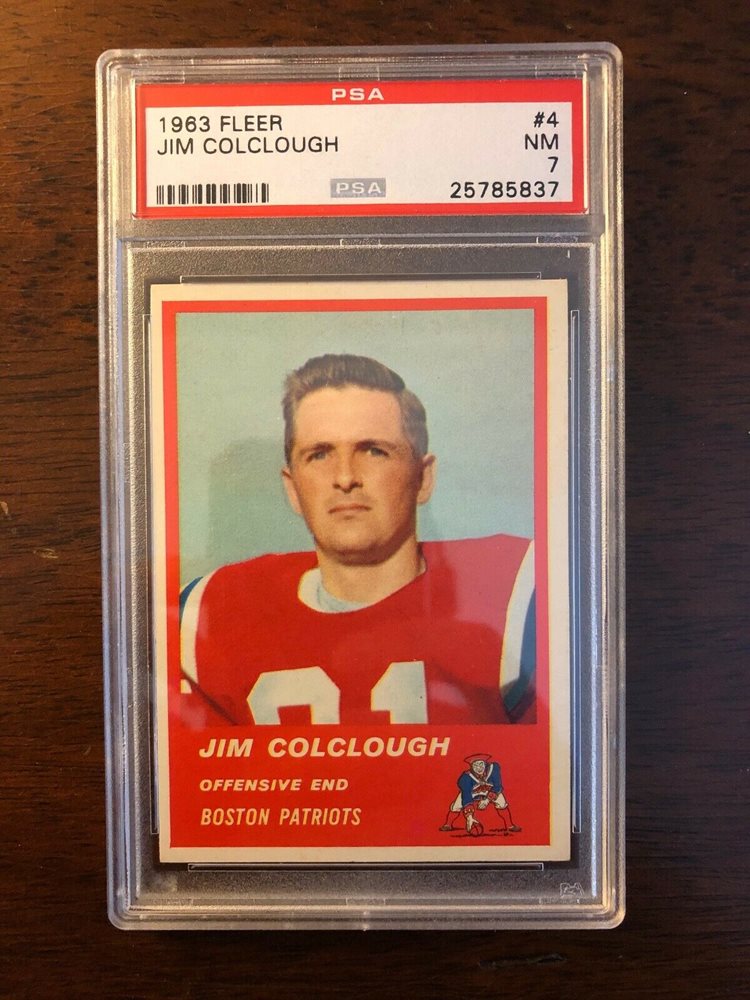 PSA
1963 FLEER #4
JIM COLCLOUGH NM
7
PSA 25785837
JIM COLCLOUGH
OFFENSIVE END
BOSTON PATRIOTS